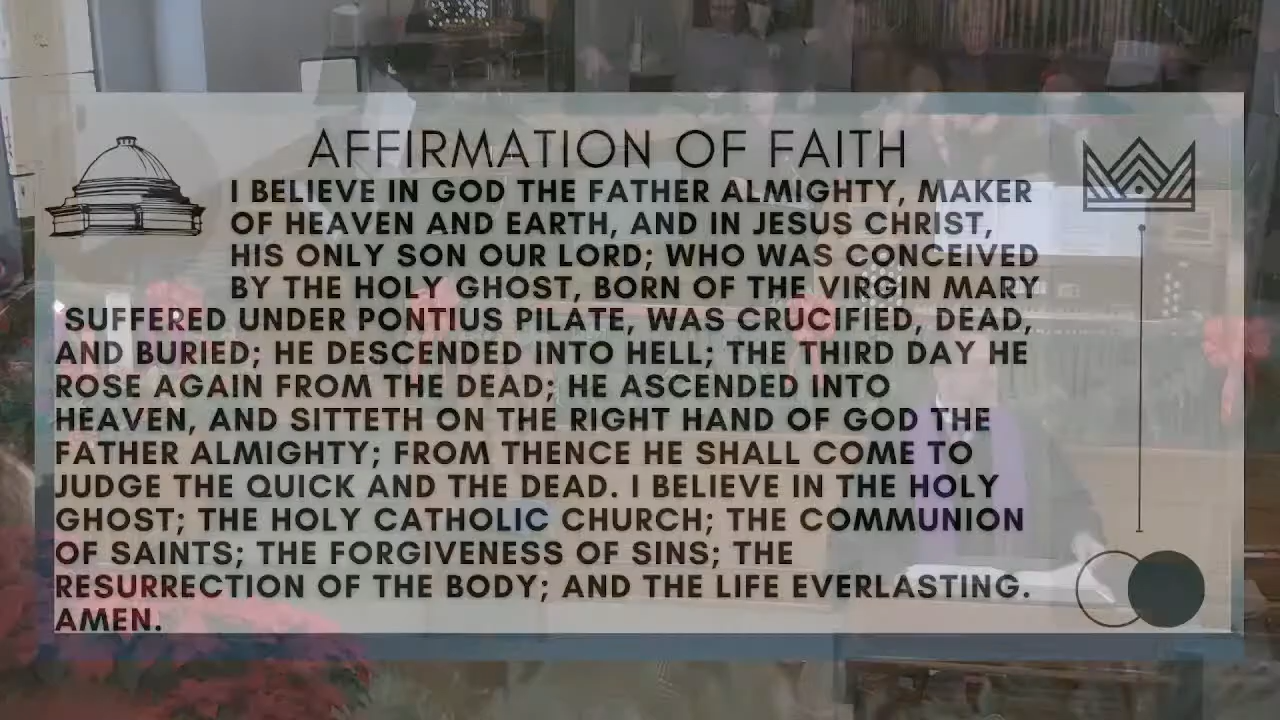 AFFIRMATION OF FAITH
I BELIEVE IN GOD THE FATHER ALMIGHTY, MAKER
OF HEAVEN AND EARTH, AND IN JESUS CHRIST,
HIS ONLY SON OUR LORD; WHO WAS CONCEIVED
BY THE HOLY GHOST, BORN OF THE VIRGIN MARY
SUFFERED UNDER PONTIUS PILATE, WAS CRUCIFIED, DEAD,
AND BURIED; HE DESCENDED INTO HELL; THE THIRD DAY HE
ROSE AGAIN FROM THE DEAD; HE ASCENDED INTO
HEAVEN, AND SITTETH ON THE RIGHT HAND OF GOD THE
FATHER ALMIGHTY; FROM THENCE HE SHALL COME TO
JUDGE THE QUICK AND THE DEAD. I BELIEVE IN THE HOLY
GHOST; THE HOLY CATHOLIC CHURCH; THE COMMUNION
OF SAINTS; THE FORGIVENESS OF SINS; THE
RESURRECTION OF THE BODY; AND THE LIFE EVERLASTING.
AMEN.